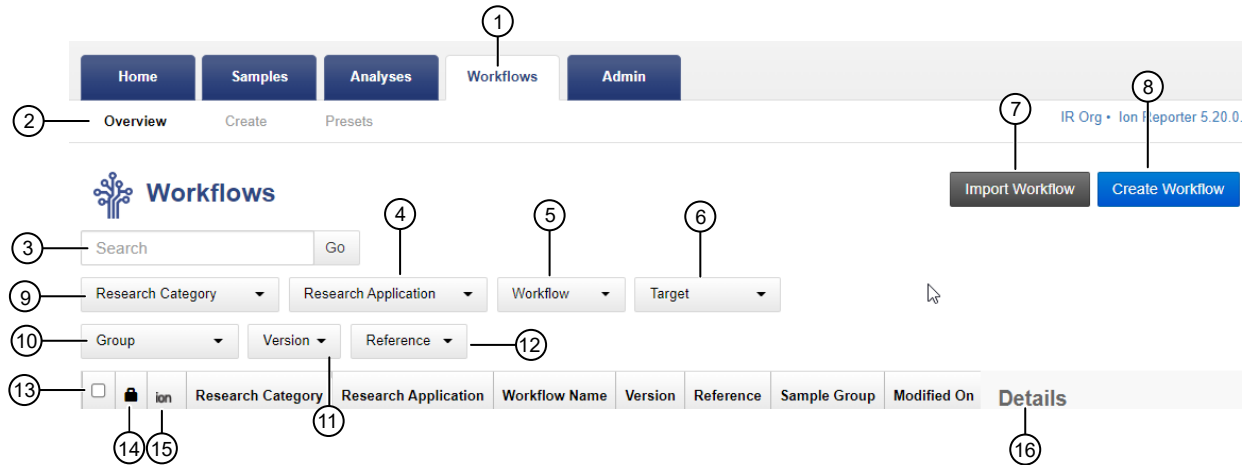 1
Home Samples Analyses Workflows Admin
8
7
2 Overview Create Presets IR Org • Ion Reporter 5.20.0.
Workflows Import Workflow Create Workflow
4 5 6
3 Search Go
9 Research Category Research Application Workflow Target
10 Group Version Reference 12
13 ion Research Category Research Application Workflow Name Version Reference Sample Group Modified On Details
11
14 15 16